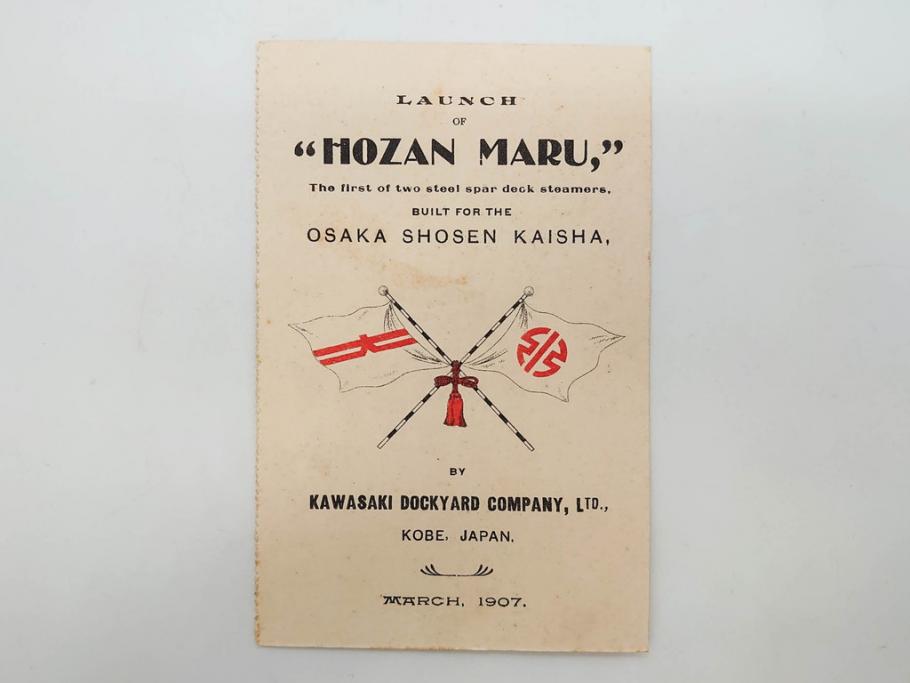 LAUNCH
OF
"HOZAN MARU,"
The first of two steel spar deck steamers,
BUILT FOR THE
OSAKA SHOSEN KAISHA,
BY
KAWASAKI DOCKYARD COMPANY, LTD.,
KOBE, JAPAN.
MARCH, 1907.